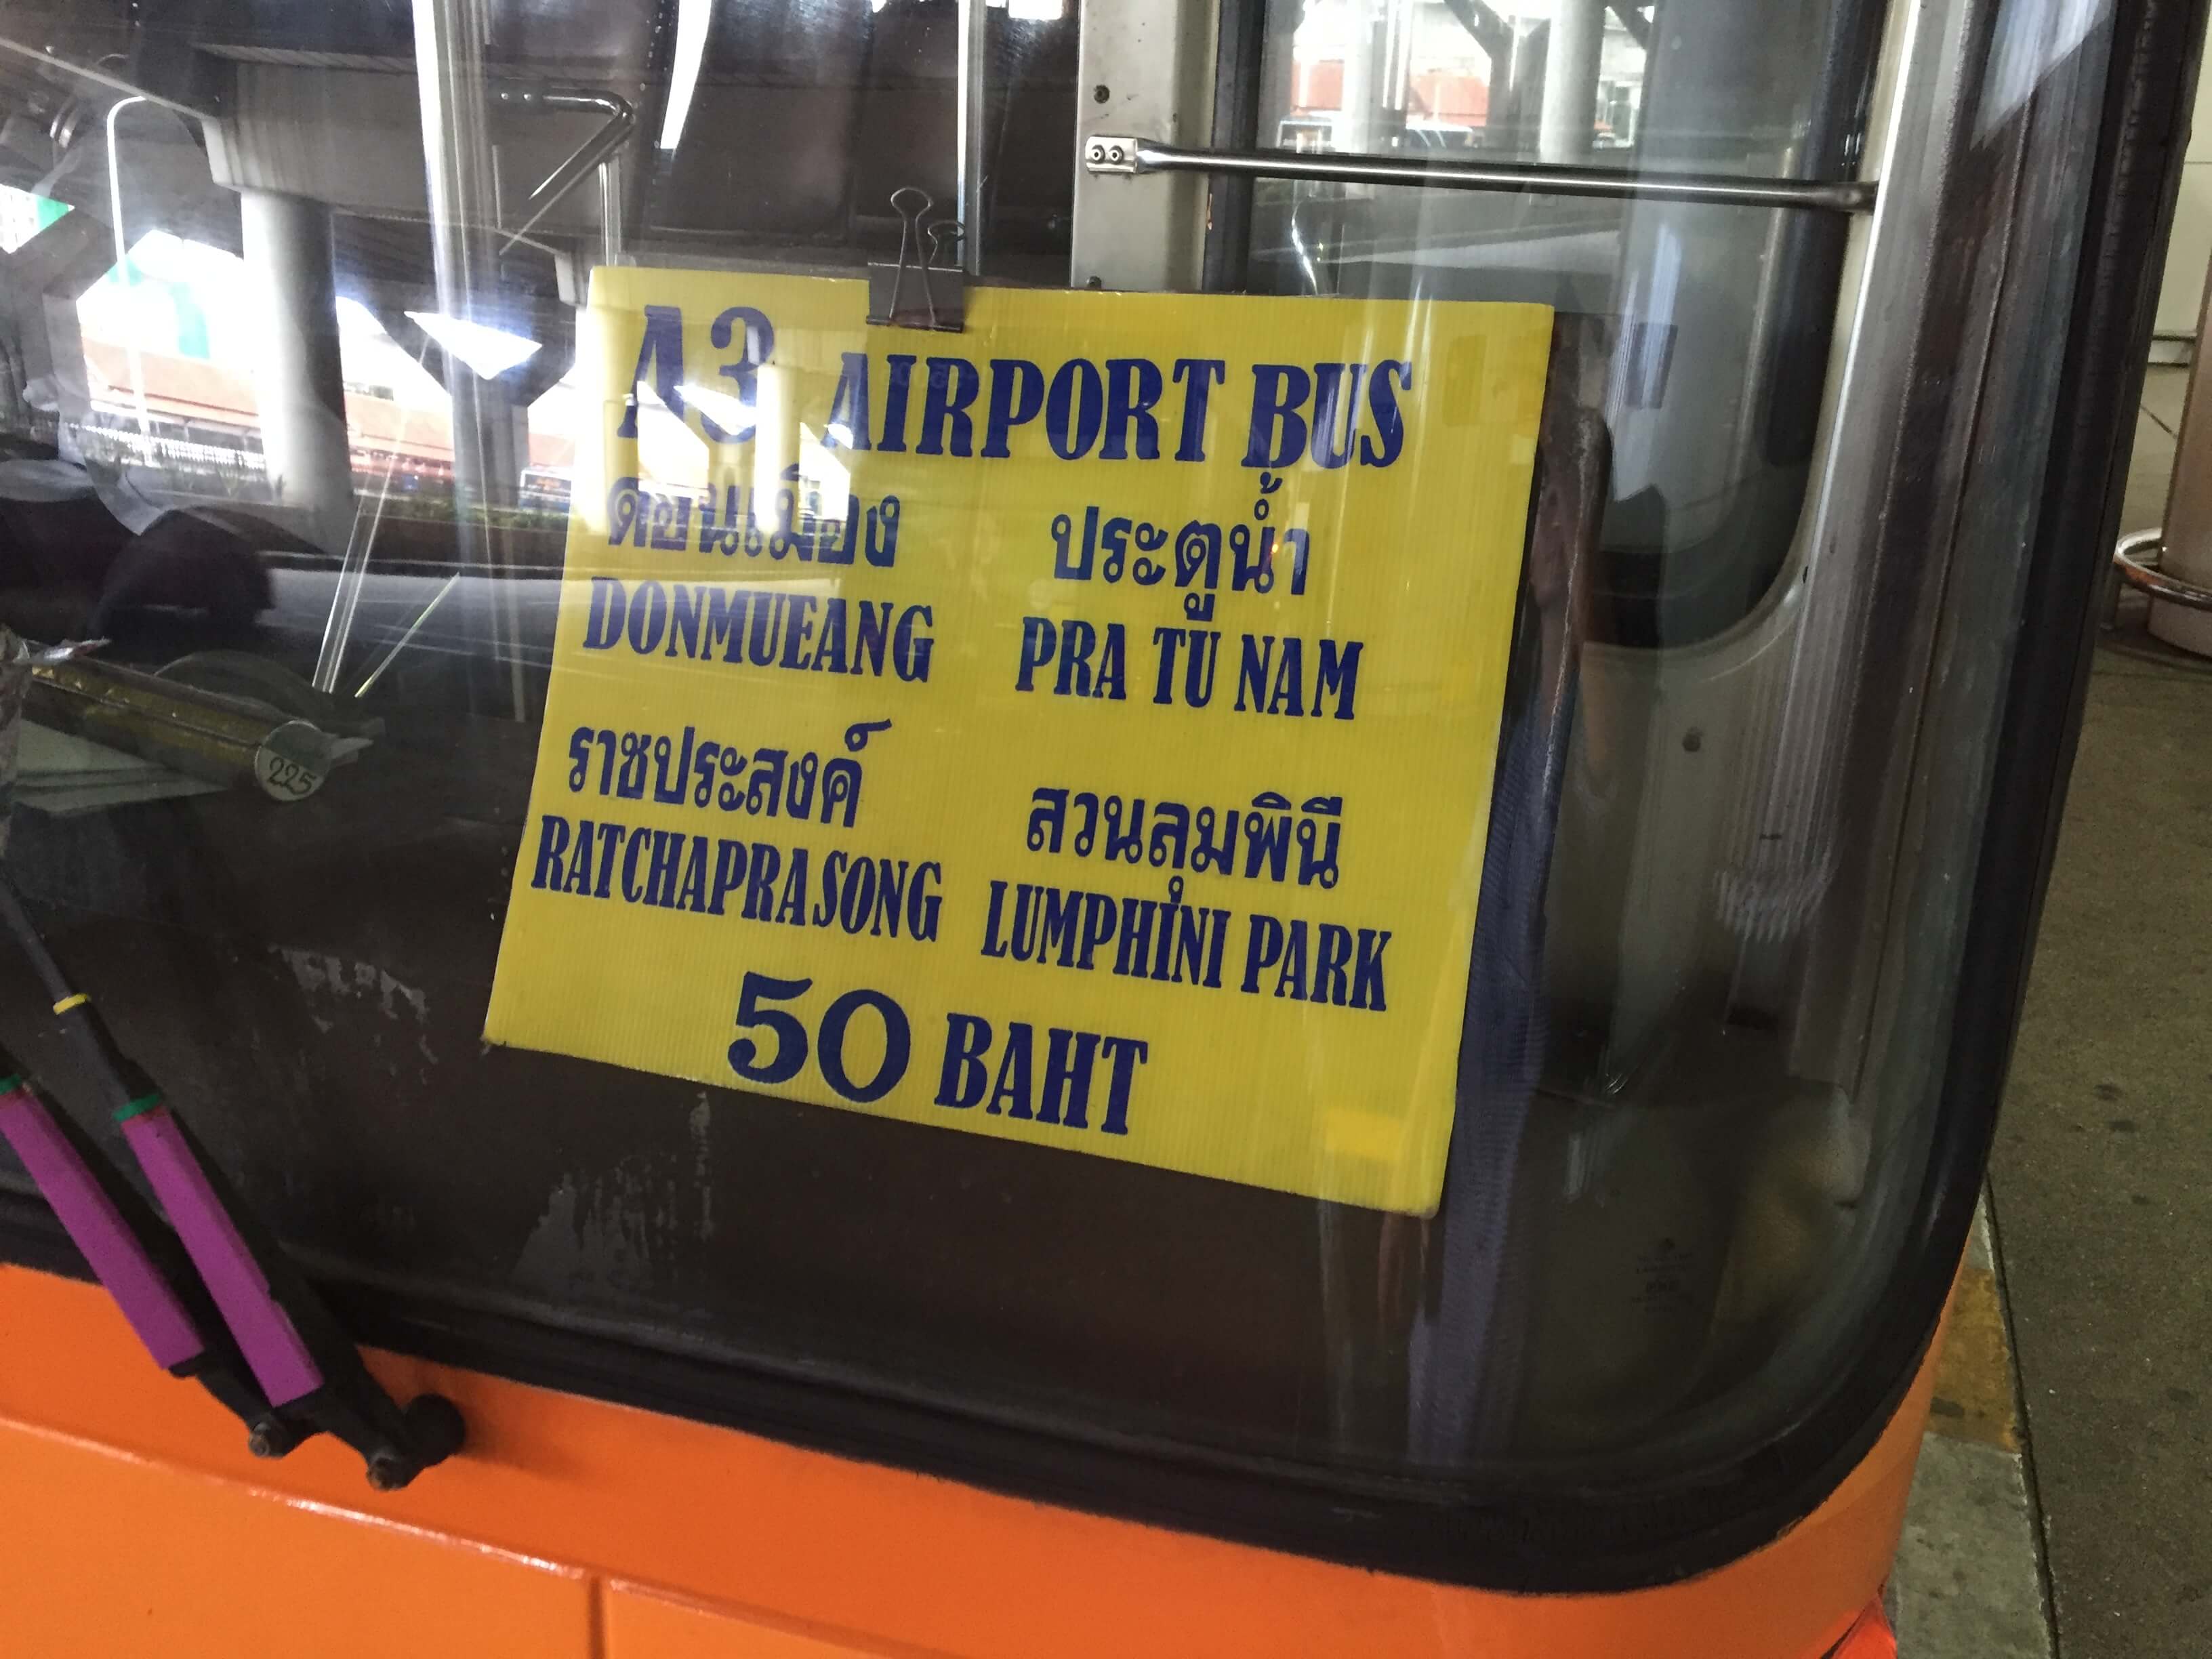 A3 AIRPORT BUS
ดอนเมือง ประตูน้ำ
DONMUEANG PRA TU NAM
ราชประสงค์ สวนลุมพินี
RATCHAPRASONG LUMPHINI PARK
50 BAHT
225